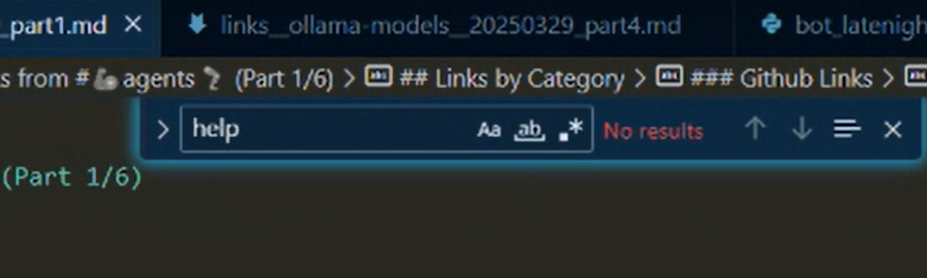 _part1.md
links__ollama-models__20250329_part4.md
bot_latenigh
s from # agents (Part 1/6) > ## Links by Category > ### Github Links >
> help Aa ab .* No results
(Part 1/6)